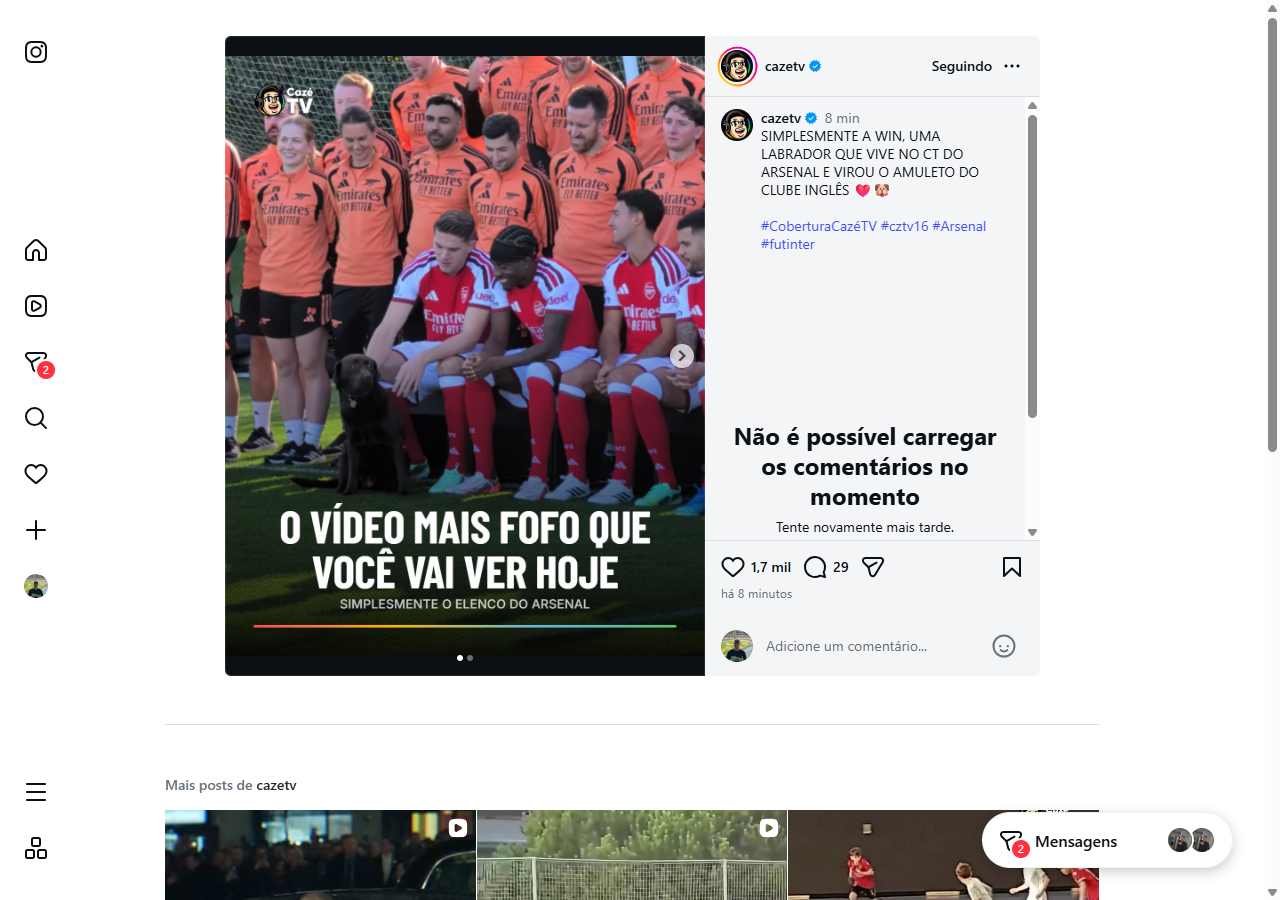 Cazé
TV
Emirates
FLY BETTER
O VÍDEO MAIS FOFO QUE
VOCÊ VAI VER HOJE
SIMPLESMENTE O ELENCO DO ARSENAL
cazetv
Seguindo
cazetv 8 min
SIMPLESMENTE A WIN, UMA
LABRADOR QUE VIVE NO CT DO
ARSENAL E VIROU O AMULETO DO
CLUBE INGLÊS ❤️ 🐶
#CoberturaCazéTV #cztv16 #Arsenal
#futinter
Não é possível carregar
os comentários no
momento
Tente novamente mais tarde.
1,7 mil
29
há 8 minutos
Adicione um comentário...
2
Mais posts de cazetv
2
Mensagens